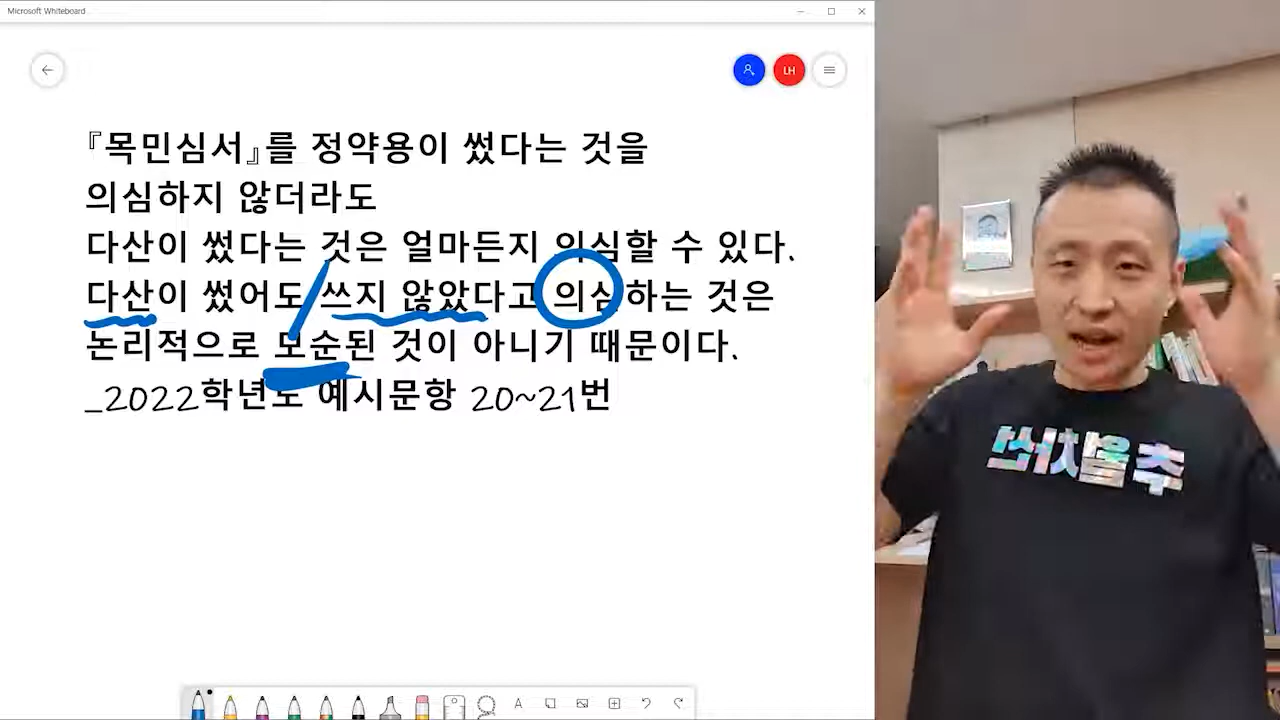 Microsoft Whiteboard
LH
『목민심서』를 정약용이 썼다는 것을
의심하지 않더라도
다산이 썼다는 것은 얼마든지 의심할 수 있다.
다산이 썼어도 쓰지 않았다고 의심하는 것은
논리적으로 모순된 것이 아니기 때문이다.
_2022학년도 예시문항 20~21번
A